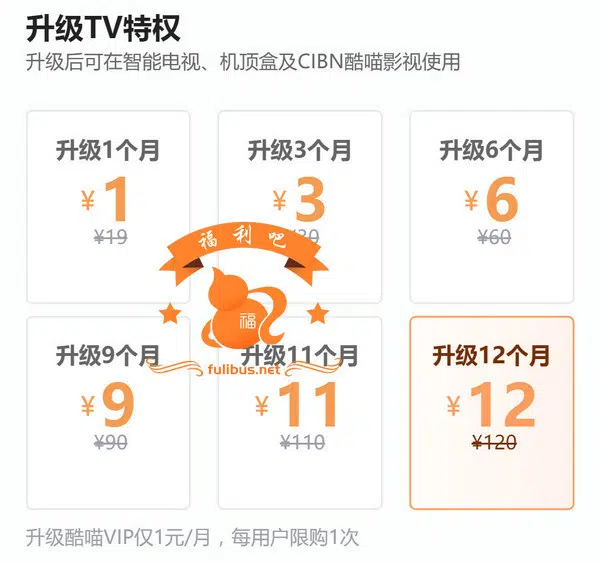 升级TV特权
升级后可在智能电视、机顶盒及CIBN酷喵影视使用
升级1个月
¥1
¥19
升级3个月
¥3
¥30
升级6个月
¥6
¥60
福利吧
福
fulibus.net
升级9个月
¥9
¥90
升级11个月
¥11
¥110
升级12个月
¥12
¥120
升级酷喵VIP仅1元/月，每用户限购1次